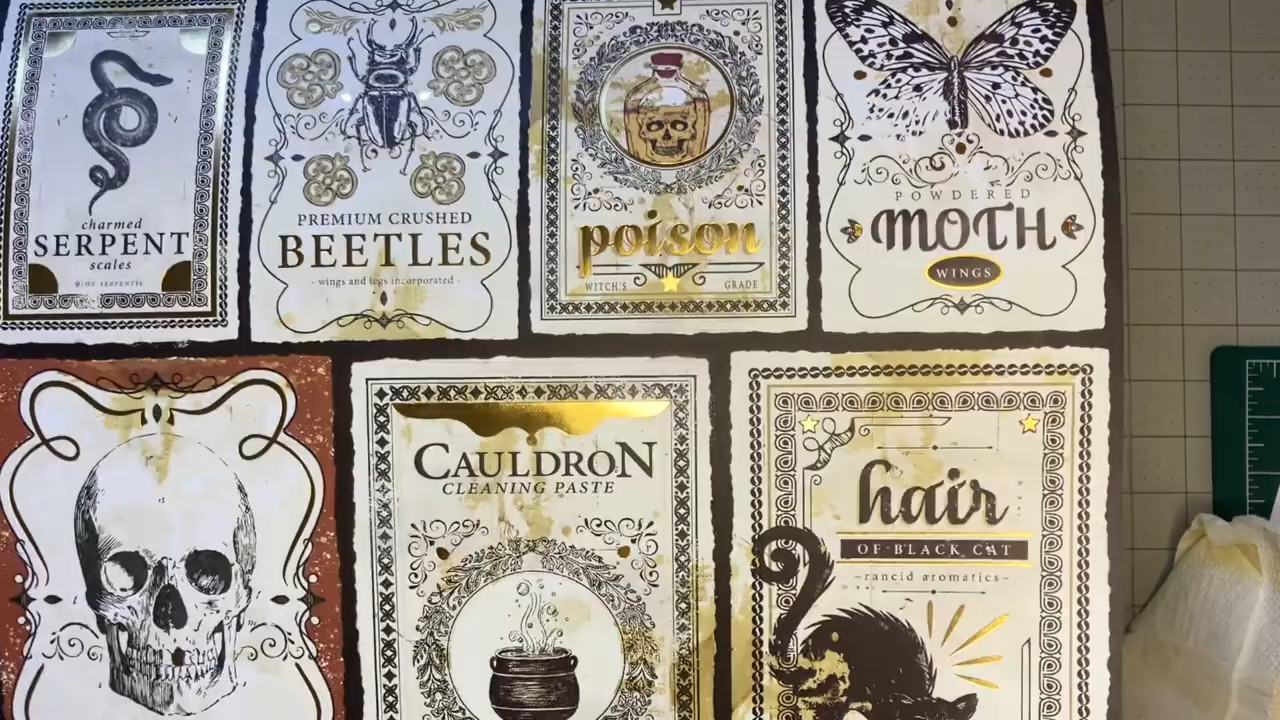 charmed
SERPENT
scales
PREMIUM CRUSHED
BEETLES
- wings and legs incorporated -
poison
WITCH'S GRADE
POWDERED
MOTH
WINGS
CAULDRON
CLEANING PASTE
hair
OF BLACK CAT
-rancid aromatics-